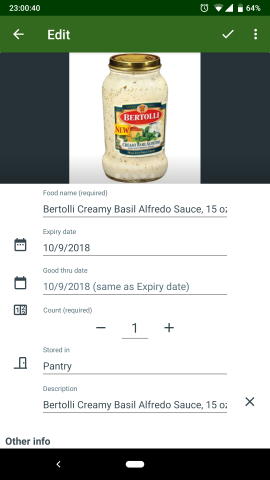 23:00:40
64%
Edit
BERTOLLI
NEW
CREAMY BASIL ALFREDO
Food name (required)
Bertolli Creamy Basil Alfredo Sauce, 15 oz
Expiry date
10/9/2018
Good thru date
10/9/2018 (same as Expiry date)
Count (required)
1
Stored in
Pantry
Description
Bertolli Creamy Basil Alfredo Sauce, 15 oz
Other info